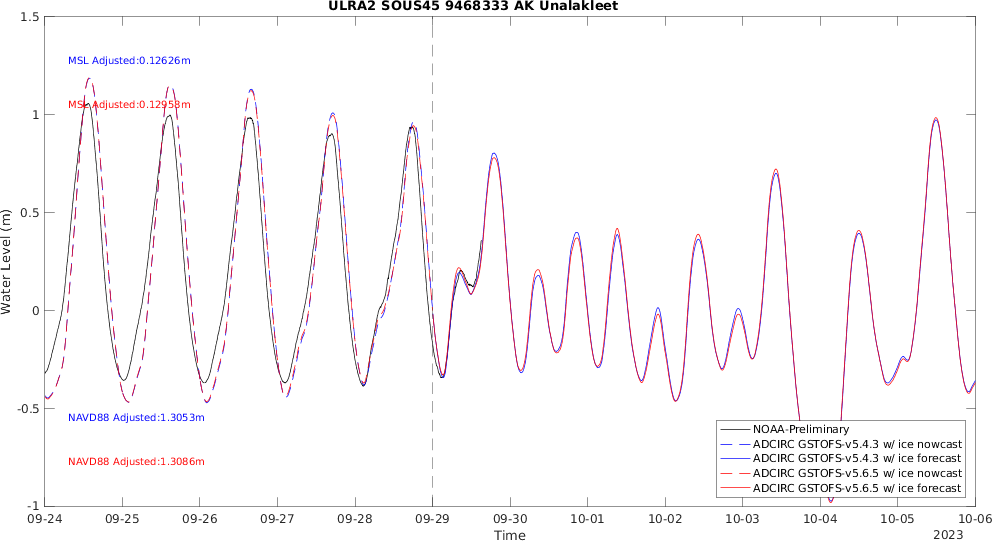 ULRA2 SOUS45 9468333 AK Unalakleet
1.5
1
0.5
0
-0.5
-1
Water Level (m)
MSL Adjusted:0.12626m
MSL Adjusted:0.12953m
NAVD88 Adjusted:1.3053m
NAVD88 Adjusted:1.3086m
NOAA-Preliminary
ADCIRC GSTOFS-v5.4.3 w/ ice nowcast
ADCIRC GSTOFS-v5.4.3 w/ ice forecast
ADCIRC GSTOFS-v5.6.5 w/ ice nowcast
ADCIRC GSTOFS-v5.6.5 w/ ice forecast
09-24 09-25 09-26 09-27 09-28 09-29 09-30 10-01 10-02 10-03 10-04 10-05 10-06
Time
2023